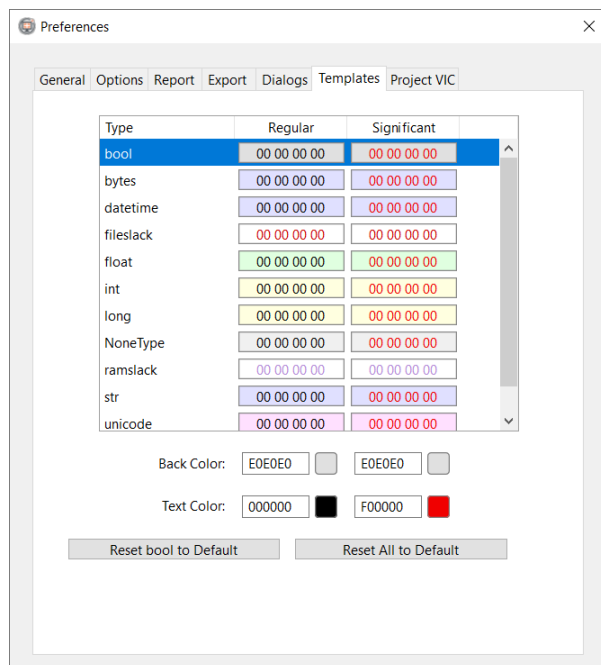 Preferences
General Options Report Export Dialogs Templates Project VIC
Type Regular Significant
bool 00 00 00 00 00 00 00 00
bytes 00 00 00 00 00 00 00 00
datetime 00 00 00 00 00 00 00 00
fileslack 00 00 00 00 00 00 00 00
float 00 00 00 00 00 00 00 00
int 00 00 00 00 00 00 00 00
long 00 00 00 00 00 00 00 00
NoneType 00 00 00 00 00 00 00 00
ramslack 00 00 00 00 00 00 00 00
str 00 00 00 00 00 00 00 00
unicode 00 00 00 00 00 00 00 00
Back Color: E0E0E0 E0E0E0
Text Color: 000000 F00000
Reset bool to Default Reset All to Default